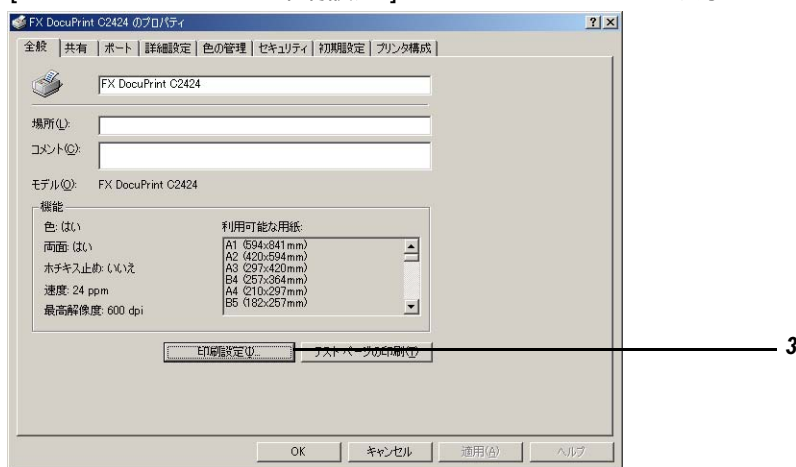 FX DocuPrint C2424 のプロパティ
全般 共有 ポート 詳細設定 色の管理 セキュリティ 初期設定 プリンタ構成
FX DocuPrint C2424
場所(L):
コメント(C):
モデル(O): FX DocuPrint C2424
機能
色: はい
両面: はい
ホチキス止め: いいえ
速度: 24 ppm
最高解像度: 600 dpi
利用可能な用紙:
A1 (594x841mm)
A2 (420x594mm)
A3 (297x420mm)
B4 (257x364mm)
A4 (210x297mm)
B5 (182x257mm)
印刷設定(I)...
テスト ページの印刷(T)
3
OK キャンセル 適用(A) ヘルプ